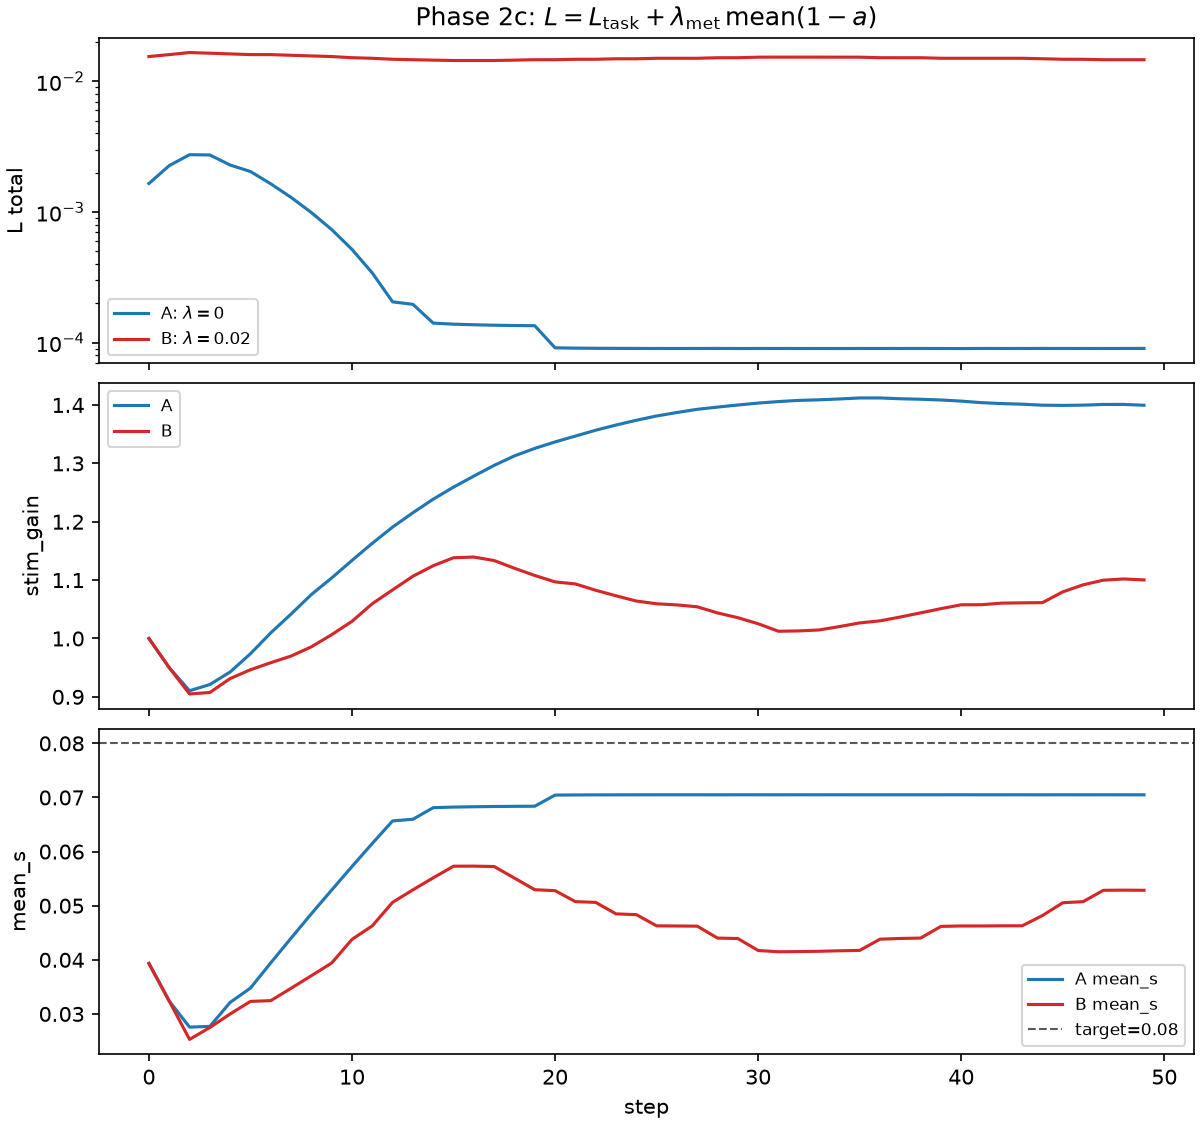 Phase 2c: L = L_task + λ_met mean(1 − a)
L total
10^−2
10^−3
10^−4
A: λ = 0
B: λ = 0.02
stim_gain
1.4
1.3
1.2
1.1
1.0
0.9
A
B
mean_s
0.08
0.07
0.06
0.05
0.04
0.03
A mean_s
B mean_s
target=0.08
0 10 20 30 40 50
step